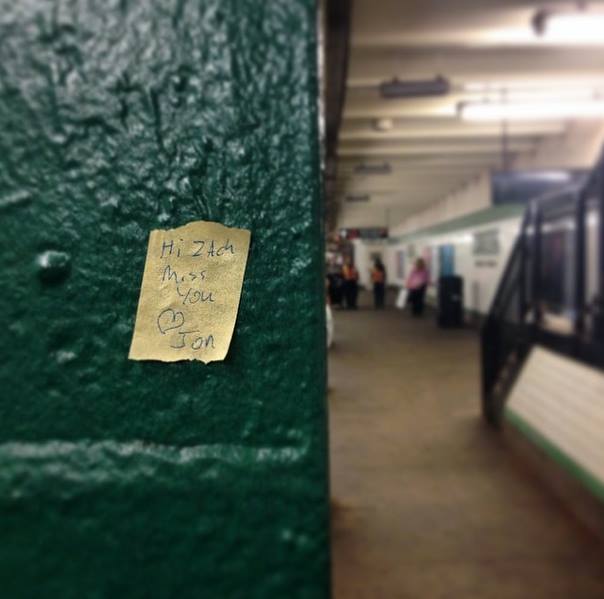 Hi ZAch
Miss
You
♡ Jon